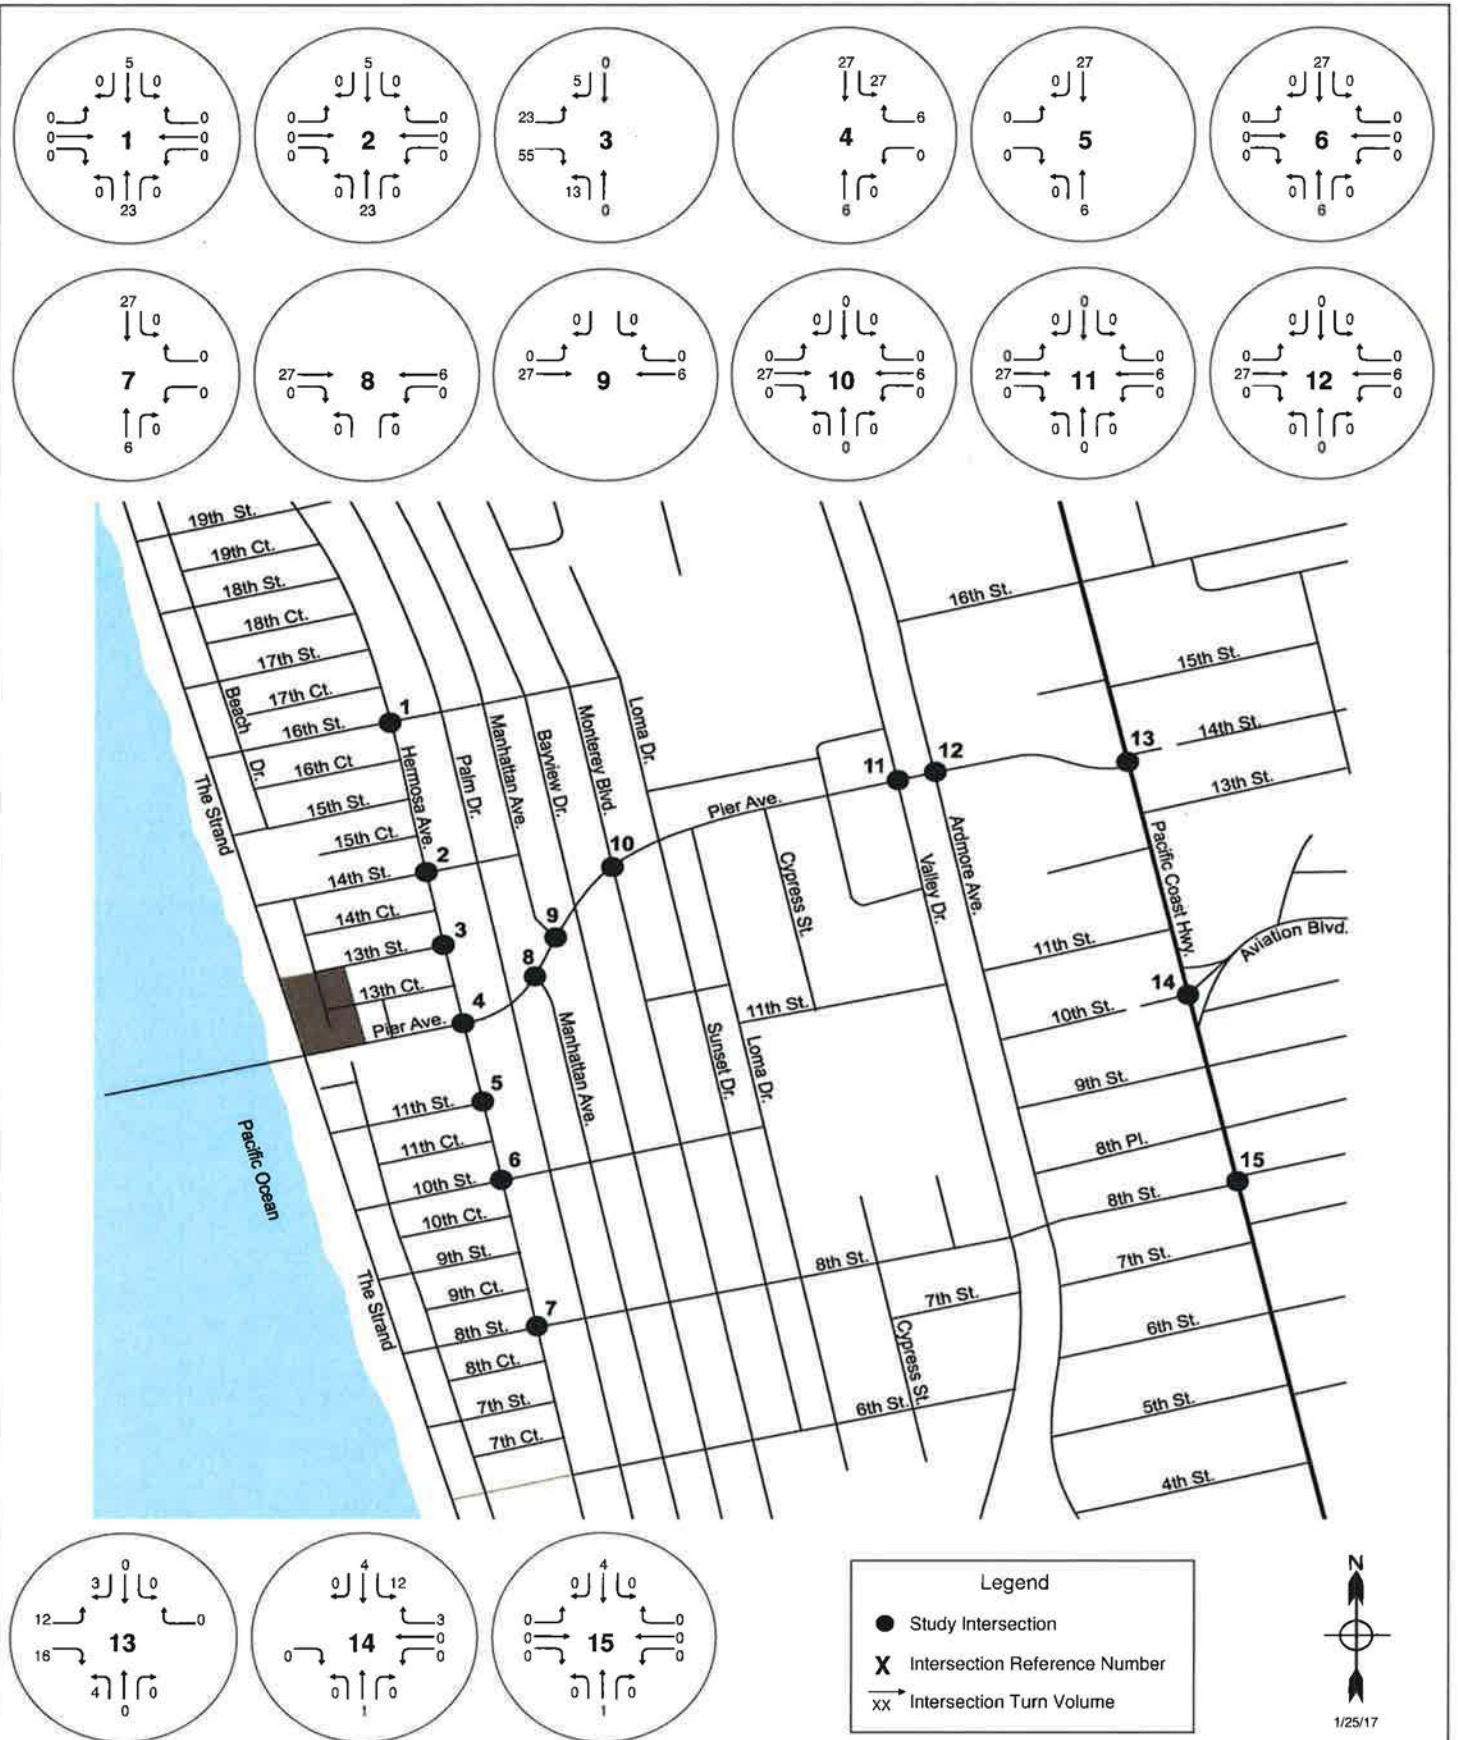 5
0 0
0 0
0 1 0
0 0
0 0
23
5
0 0
0 0
0 2 0
0 0
0 0
23
0
5
23
3
55
13
0
27
27
6
4
0
0
6
27
0
0
5
0
0
6
27
0 0
0 0
0 6 0
0 0
0 0
6
27
0
0
7
0
0
6
27 8 6
0
0 0
0 0
0 0
27 9 6
0
0 0
0 0
27 10 6
0 0
0 0
0
0
0 0
0 0
27 11 6
0 0
0 0
0
0
0 0
0 0
27 12 6
0 0
0 0
0
19th St.
19th Ct.
18th St.
18th Ct.
17th St.
17th Ct.
16th St.
16th Ct
15th St.
15th Ct.
14th St.
14th Ct.
13th St.
13th Ct.
Pier Ave.
11th St.
11th Ct.
10th St.
10th Ct.
9th St.
9th Ct.
8th St.
8th Ct.
7th St.
7th Ct.
Beach
Dr.
The Strand
The Strand
Pacific Ocean
Hermosa Ave.
Palm Dr.
Manhattan Ave.
Bayview Dr.
Monterey Blvd.
Loma Dr.
Manhattan Ave.
Sunset Dr.
Loma Dr.
Pier Ave.
Cypress St.
11th St.
8th St.
7th St.
Cypress St.
6th St.
Valley Dr.
Ardmore Ave.
Pacific Coast Hwy.
Aviation Blvd.
16th St.
15th St.
14th St.
13th St.
11th St.
10th St.
9th St.
8th Pl.
8th St.
7th St.
6th St.
5th St.
4th St.
1
2
3
4
5
6
7
8
9
10
11
12
13
14
15
0
3 0
12 0
13
16
4 0
0
4
0 12
3
14 0
0 0
0 0
1
4
0 0
0 0
0 15 0
0 0
0 0
1
Legend
Study Intersection
X Intersection Reference Number
xx Intersection Turn Volume
N
1/25/17